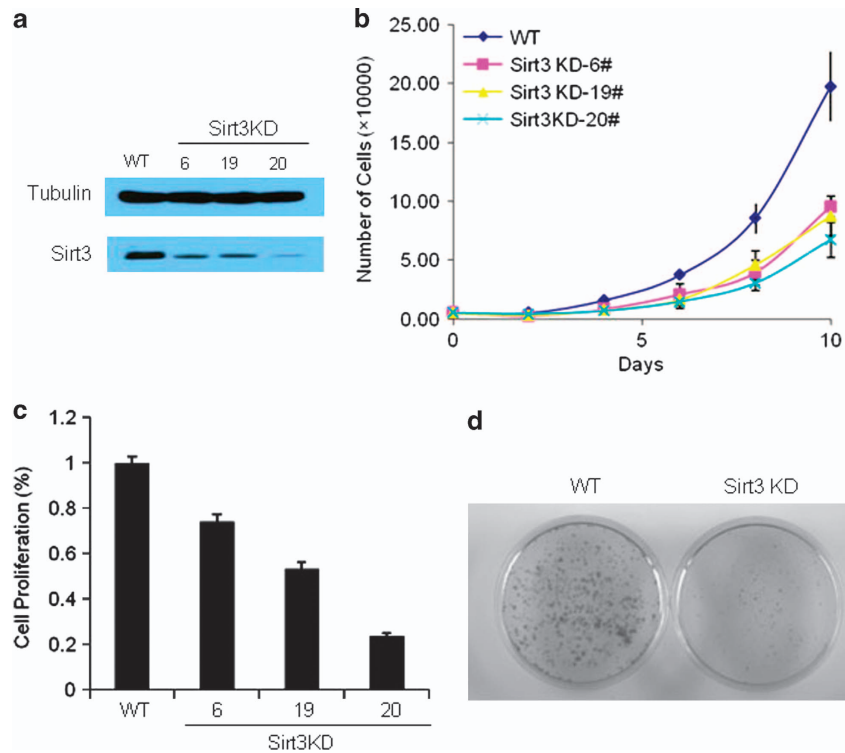 a
Sirt3KD
WT 6 19 20
Tubulin
Sirt3
b
25.00
20.00
15.00
10.00
5.00
0.00
Number of Cells (×10000)
WT
Sirt3 KD-6#
Sirt3 KD-19#
Sirt3KD-20#
0 5 10
Days
c
1.2
1
0.8
0.6
0.4
0.2
0
Cell Proliferation (%)
WT 6 19 20
Sirt3KD
d
WT Sirt3 KD